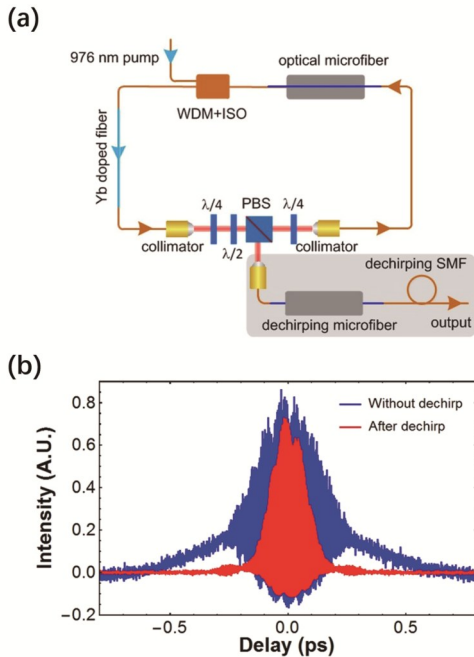 (a)
976 nm pump
optical microfiber
WDM+ISO
Yb doped fiber
λ/4
PBS
λ/4
collimator
λ/2
collimator
dechirping SMF
dechirping microfiber
output
(b)
0.8
0.6
0.4
0.2
0.0
−0.2
Intensity (A.U.)
Without dechirp
After dechirp
−0.5
0.0
0.5
Delay (ps)